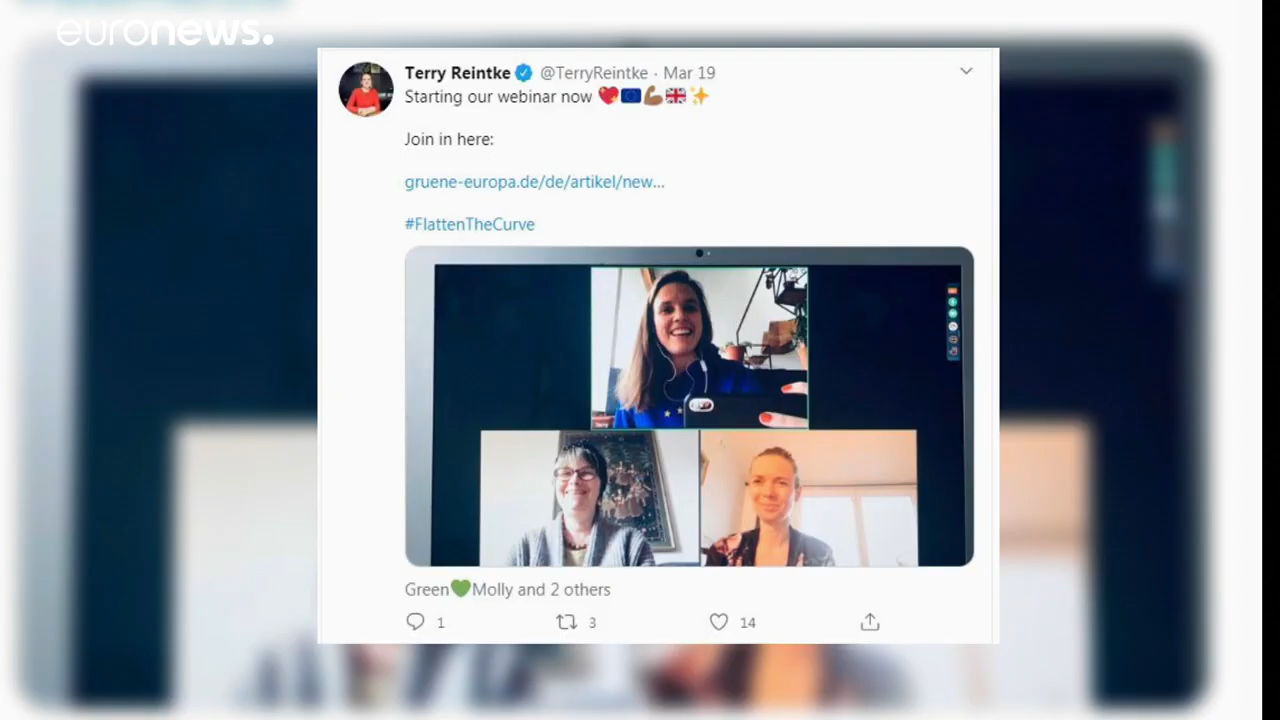 euronews.
Terry Reintke @TerryReintke · Mar 19
Starting our webinar now 💖🇪🇺💪🏾🇬🇧✨
Join in here:
gruene-europa.de/de/artikel/new...
#FlattenTheCurve
Terry
Green💚Molly and 2 others
1 3 14